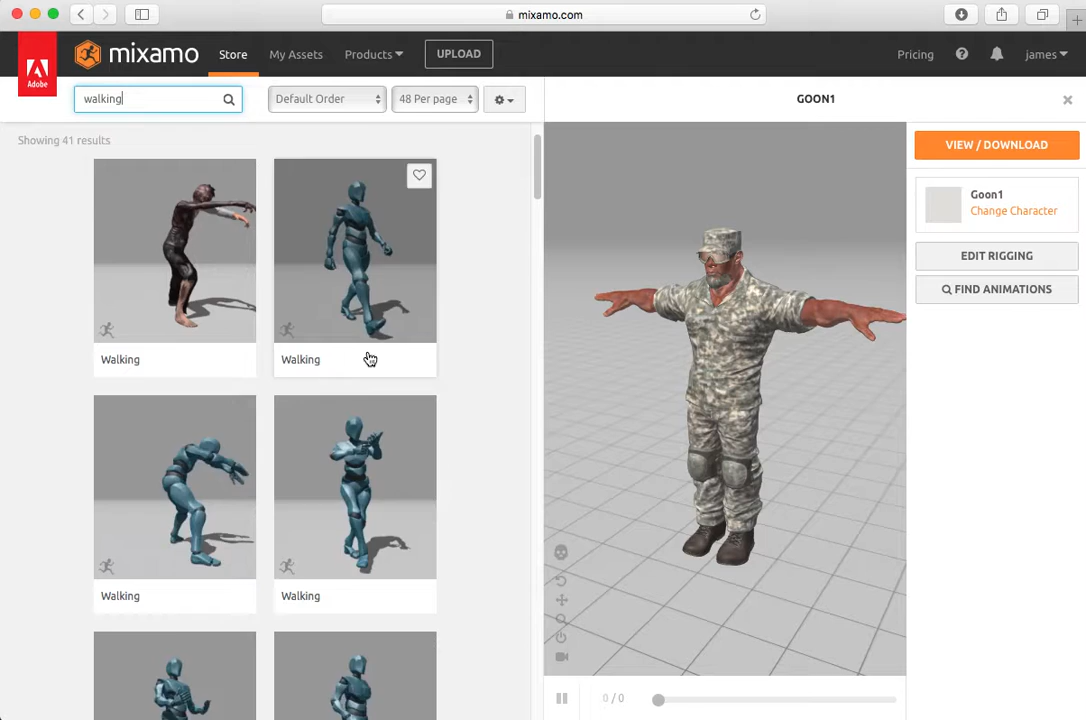 mixamo.com
Adobe
mixamo
Store
My Assets
Products
UPLOAD
Pricing
james
walking
Default Order
48 Per page
GOON1
Showing 41 results
VIEW / DOWNLOAD
Goon1
Change Character
EDIT RIGGING
FIND ANIMATIONS
Walking
Walking
Walking
Walking
0 / 0